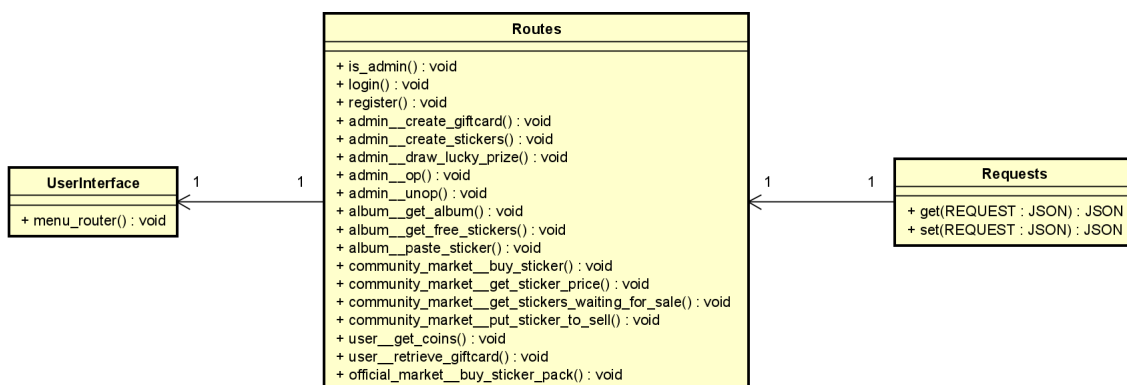 Routes
+ is_admin() : void
+ login() : void
+ register() : void
+ admin__create_giftcard() : void
+ admin__create_stickers() : void
+ admin__draw_lucky_prize() : void
+ admin__op() : void
+ admin__unop() : void
+ album__get_album() : void
+ album__get_free_stickers() : void
+ album__paste_sticker() : void
+ community_market__buy_sticker() : void
+ community_market__get_sticker_price() : void
+ community_market__get_stickers_waiting_for_sale() : void
+ community_market__put_sticker_to_sell() : void
+ user__get_coins() : void
+ user__retrieve_giftcard() : void
+ official_market__buy_sticker_pack() : void
UserInterface
+ menu_router() : void
1
1
1
1
Requests
+ get(REQUEST : JSON) : JSON
+ set(REQUEST : JSON) : JSON